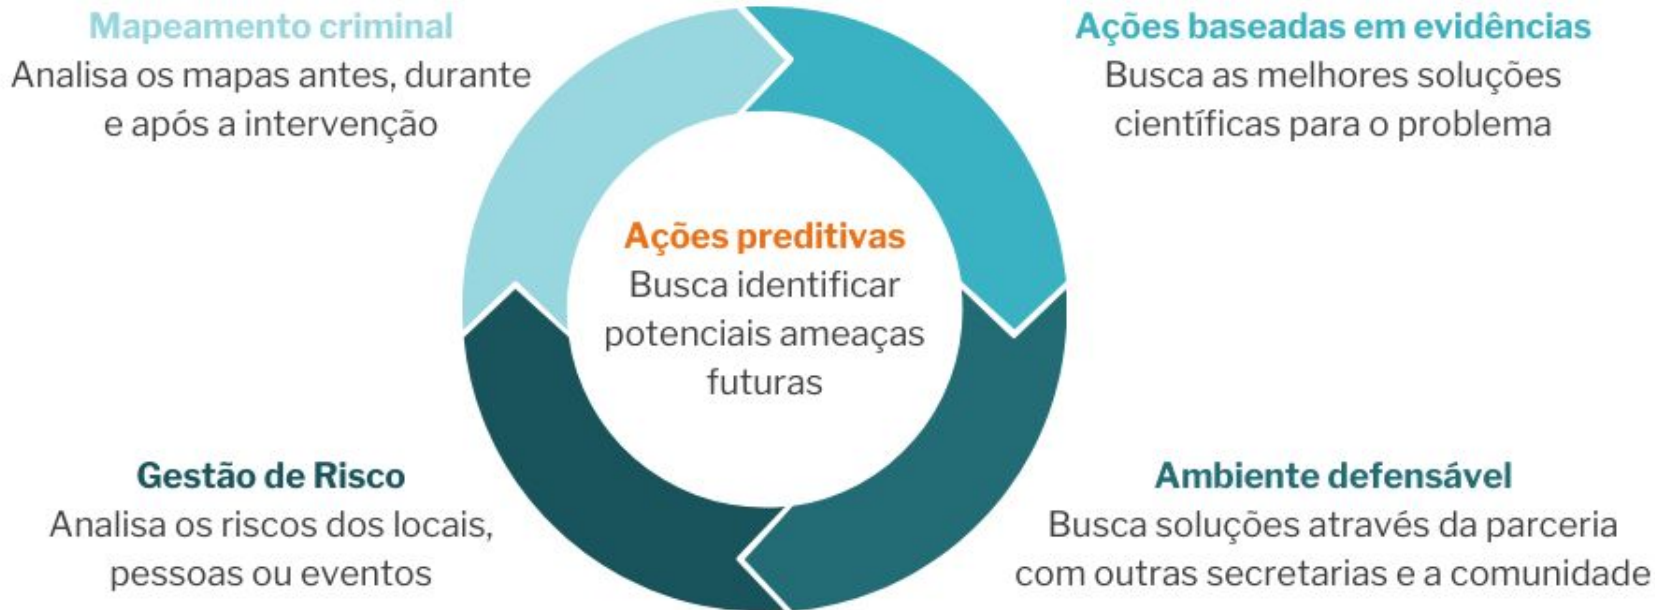 Mapeamento criminal
Analisa os mapas antes, durante
e após a intervenção
Ações baseadas em evidências
Busca as melhores soluções
científicas para o problema
Ações preditivas
Busca identificar
potenciais ameaças
futuras
Gestão de Risco
Analisa os riscos dos locais,
pessoas ou eventos
Ambiente defensável
Busca soluções através da parceria
com outras secretarias e a comunidade